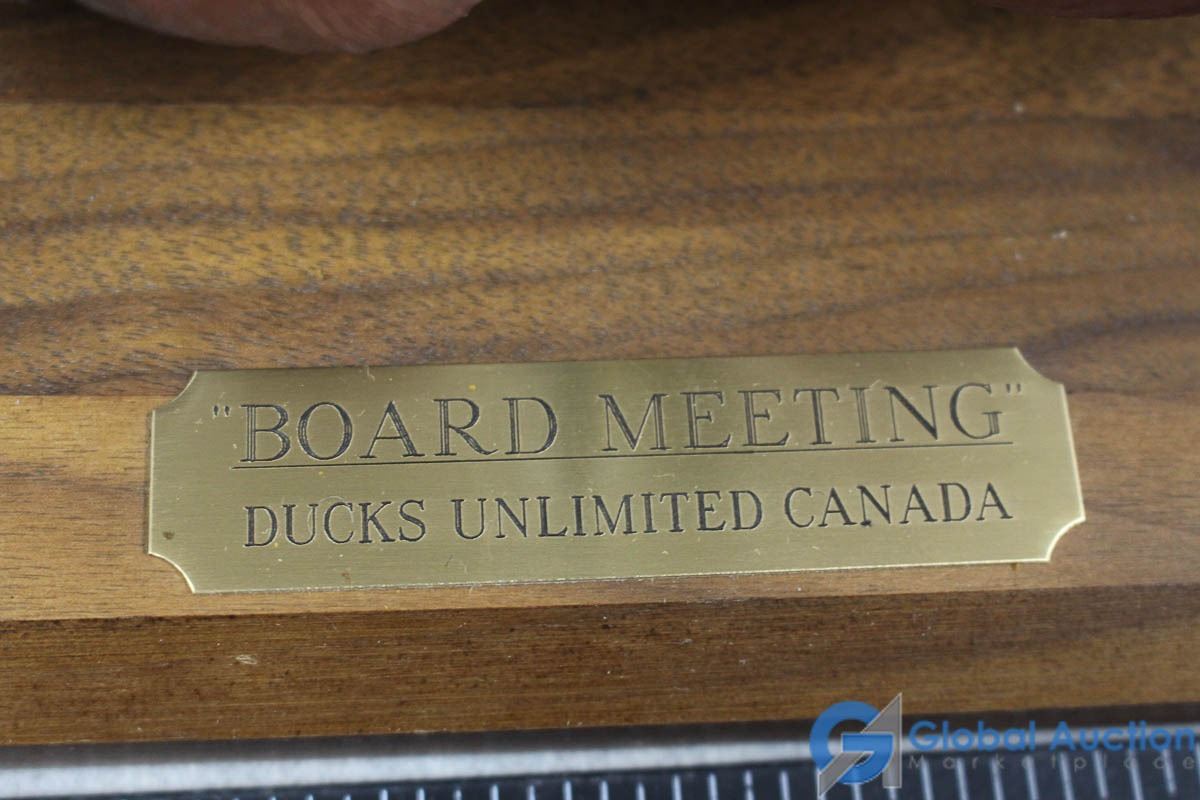 "BOARD MEETING"
DUCKS UNLIMITED CANADA
Global Auction
Marketplace